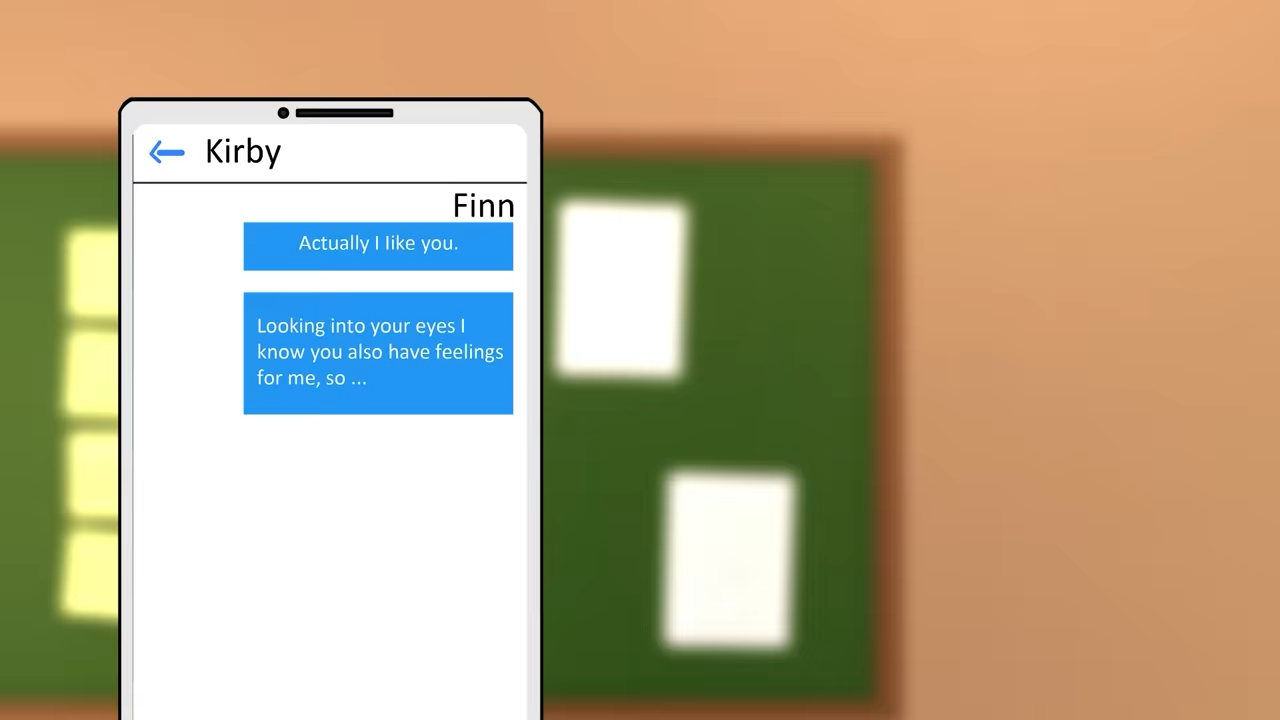 Kirby
Finn
Actually I like you.
Looking into your eyes I
know you also have feelings
for me, so ...